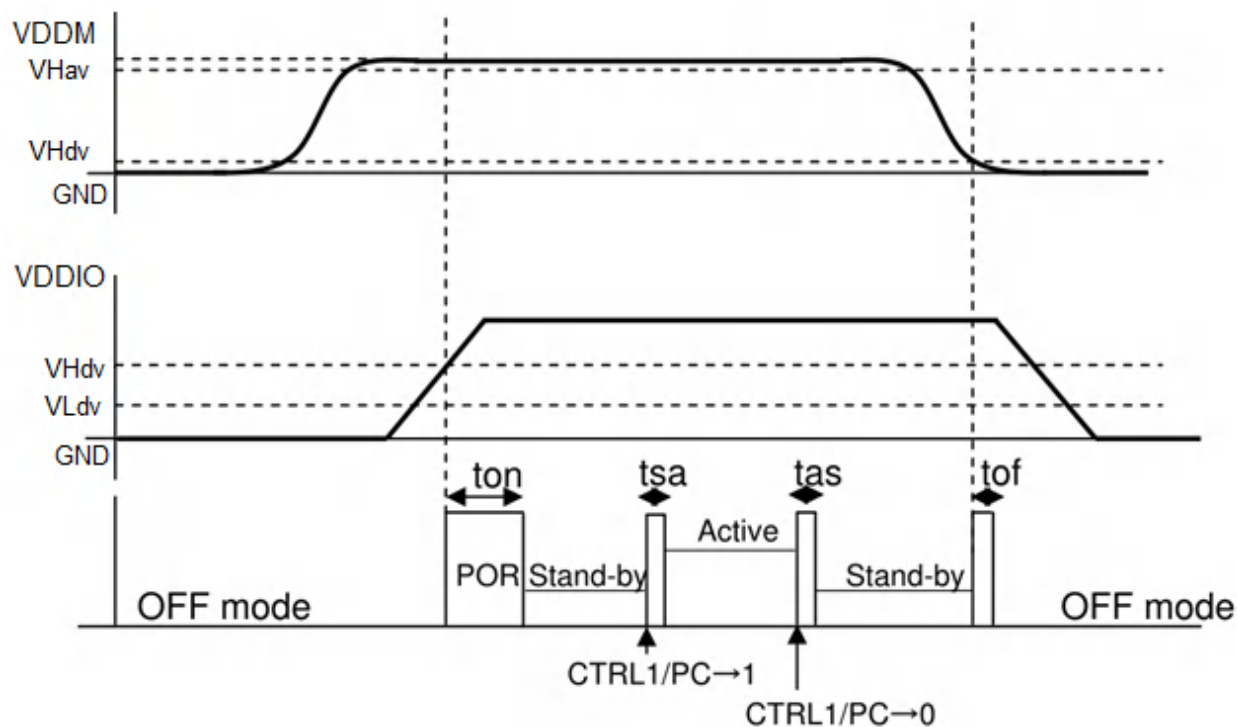 VDDM
VHav
VHdv
GND
VDDIO
VHdv
VLdv
GND
ton
tsa
tas
tof
Active
POR
Stand-by
Stand-by
OFF mode
OFF mode
CTRL1/PC→1
CTRL1/PC→0